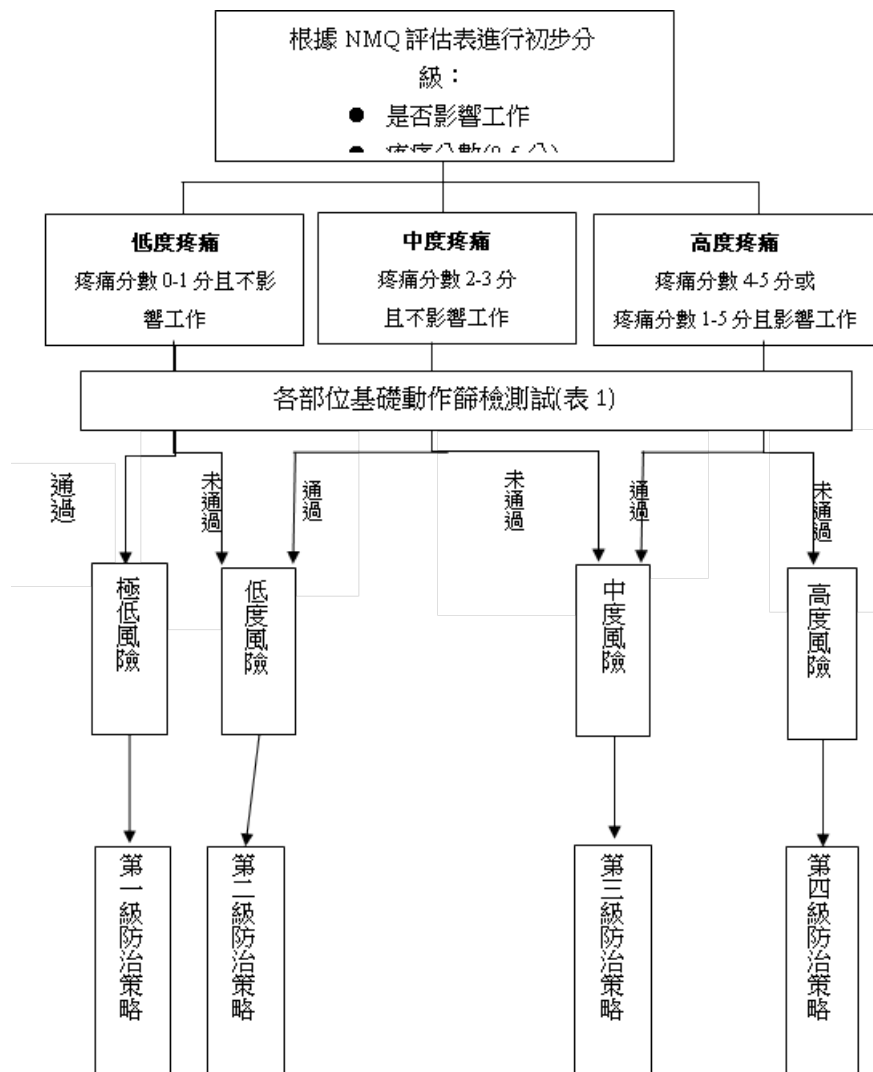 根據 NMQ 評估表進行初步分
級：
● 是否影響工作
● 疼痛分數(0-5 分)
低度疼痛
疼痛分數 0-1 分且不影
響工作
中度疼痛
疼痛分數 2-3 分
且不影響工作
高度疼痛
疼痛分數 4-5 分或
疼痛分數 1-5 分且影響工作
各部位基礎動作篩檢測試(表 1)
通過
未通過
通過
未通過
通過
未通過
極低風險
低度風險
中度風險
高度風險
第一級防治策略
第二級防治策略
第三級防治策略
第四級防治策略